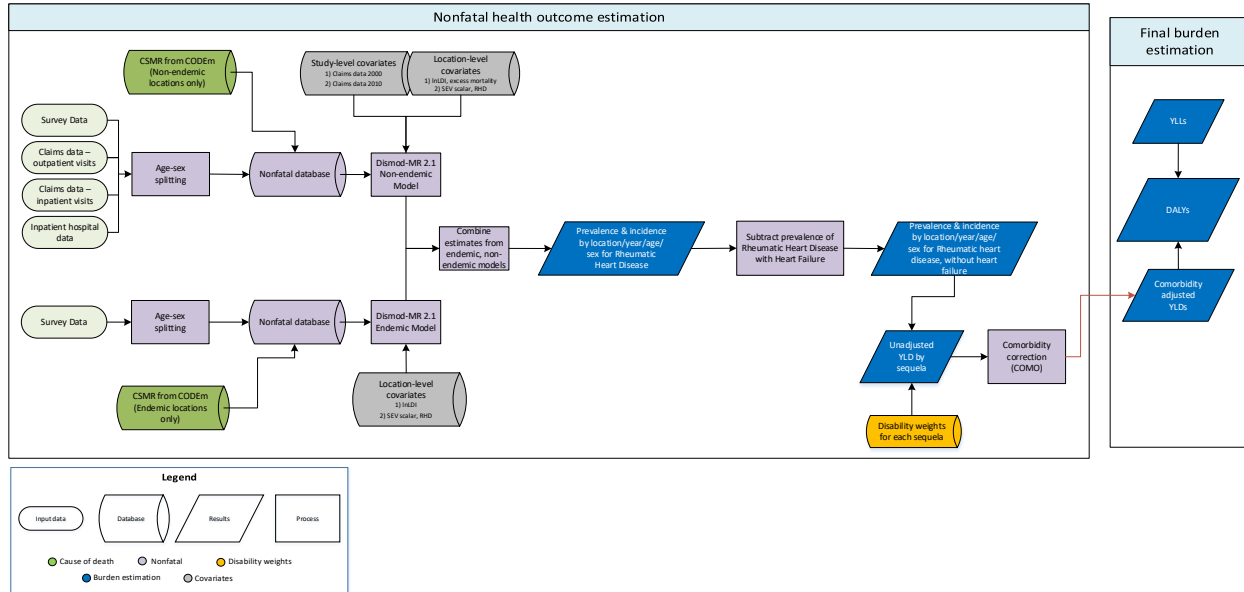 Nonfatal health outcome estimation
Final burden
estimation
CSMR from CODEm
(Non-endemic
locations only)
Study-level covariates
1) Claims data 2000
2) Claims data 2010
Location-level
covariates
1) lnLDI, excess mortality
2) SEV scalar, RHD
Survey Data
Claims data –
outpatient visits
Claims data –
inpatient visits
Inpatient hospital
data
Age-sex
splitting
Nonfatal database
Dismod-MR 2.1
Non-endemic
Model
YLLs
DALYs
Combine
estimates from
endemic, non-
endemic models
Prevalence & incidence
by location/year/age/
sex for Rheumatic
Heart Disease
Subtract prevalence of
Rheumatic Heart Disease
with Heart Failure
Prevalence & incidence
by location/year/age/
sex for Rheumatic heart
disease, without heart
failure
Comorbidity
adjusted
YLDs
Survey Data
Age-sex
splitting
Nonfatal database
Dismod-MR 2.1
Endemic Model
Unadjusted
YLD by
sequela
Comorbidity
correction
(COMO)
CSMR from CODEm
(Endemic locations
only)
Location-level
covariates
1) lnLDI
2) SEV scalar, RHD
Disability weights
for each sequela
Legend
Input data
Database
Results
Process
Cause of death
Nonfatal
Disability weights
Burden estimation
Covariates